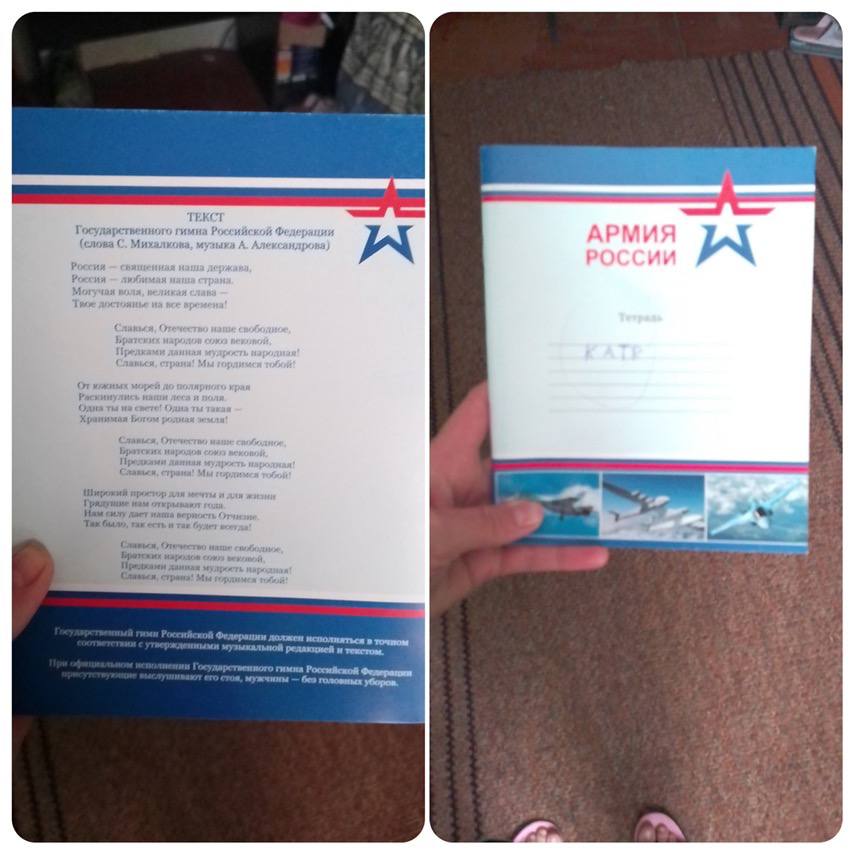 ТЕКСТ
Государственного гимна Российской Федерации
(слова С. Михалкова, музыка А. Александрова)
Россия — священная наша держава,
Россия — любимая наша страна.
Могучая воля, великая слава —
Твое достоянье на все времена!
Славься, Отечество наше свободное,
Братских народов союз вековой,
Предками данная мудрость народная!
Славься, страна! Мы гордимся тобой!
От южных морей до полярного края
Раскинулись наши леса и поля.
Одна ты на свете! Одна ты такая —
Хранимая Богом родная земля!
Славься, Отечество наше свободное,
Братских народов союз вековой,
Предками данная мудрость народная!
Славься, страна! Мы гордимся тобой!
Широкий простор для мечты и для жизни
Грядущие нам открывают года.
Нам силу дает наша верность Отчизне.
Так было, так есть и так будет всегда!
Славься, Отечество наше свободное,
Братских народов союз вековой,
Предками данная мудрость народная!
Славься, страна! Мы гордимся тобой!
Государственный гимн Российской Федерации должен исполняться в точном
соответствии с утвержденными музыкальной редакцией и текстом.
При официальном исполнении Государственного гимна Российской Федерации
присутствующие выслушивают его стоя, мужчины — без головных уборов.
АРМИЯ
РОССИИ
Тетрадь